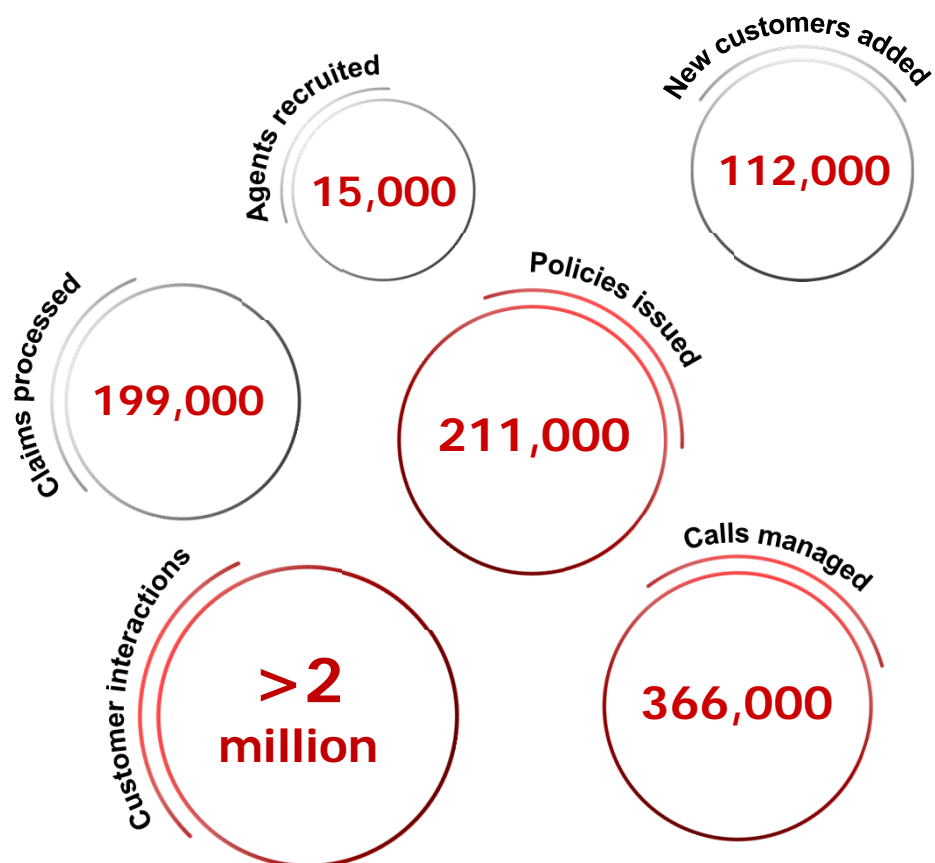 New customers added
112,000
Agents recruited
15,000
Policies issued
211,000
Claims processed
199,000
Calls managed
366,000
Customer interactions
>2
million